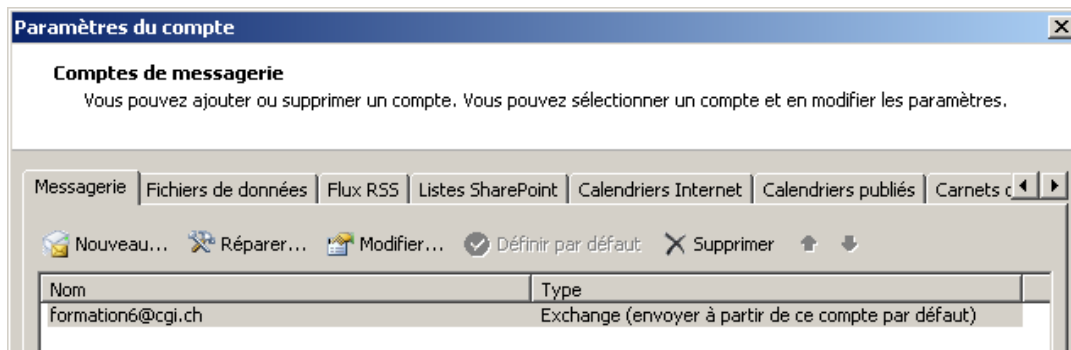 Paramètres du compte
Comptes de messagerie
Vous pouvez ajouter ou supprimer un compte. Vous pouvez sélectionner un compte et en modifier les paramètres.
Messagerie Fichiers de données Flux RSS Listes SharePoint Calendriers Internet Calendriers publiés Carnets
Nouveau... Réparer... Modifier... Définir par défaut Supprimer
Nom Type
formation6@cgi.ch Exchange (envoyer à partir de ce compte par défaut)